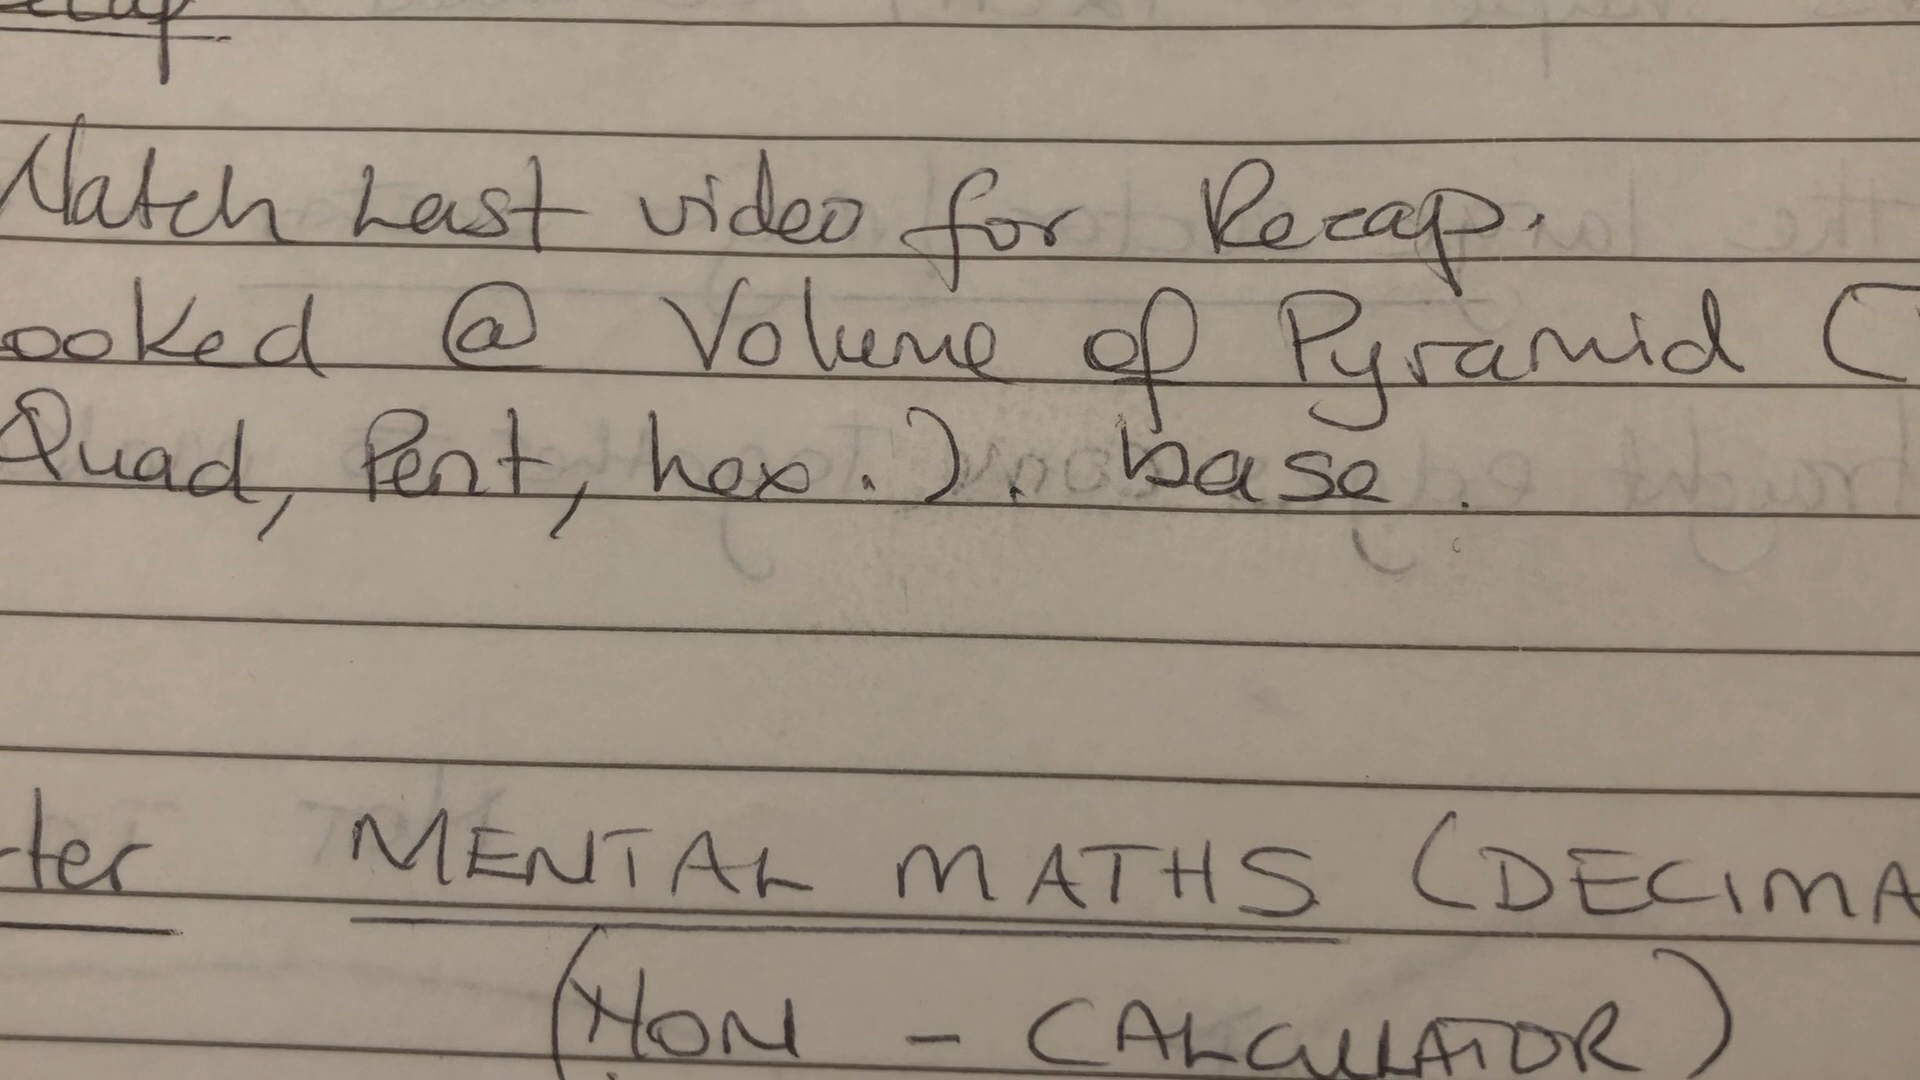 Watch Last video for Recap.
ooked @ Volume of Pyramid (
Quad, Pent, hex.). base.
ter MENTAL MATHS (DECIMA
(NON - CALCULATOR)